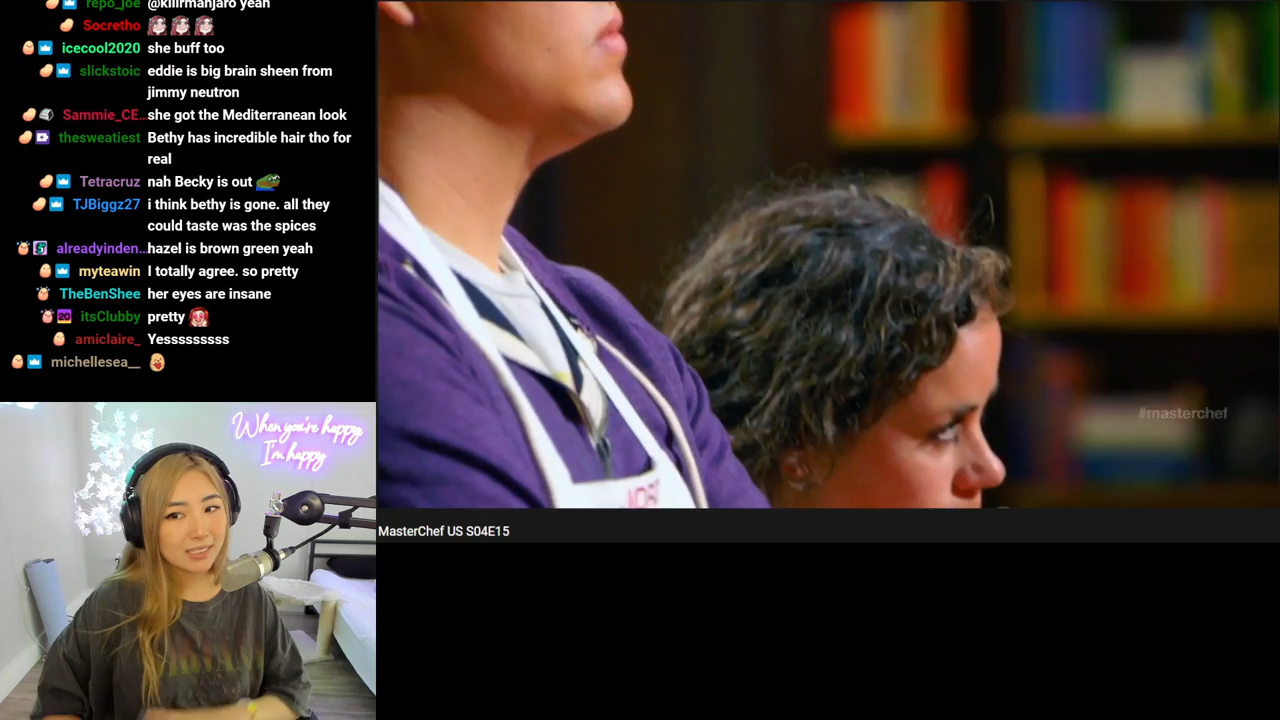 repo_joe @killrmanjaro yeah
Socretho
icecool2020 she buff too
slickstoic eddie is big brain sheen from
jimmy neutron
Sammie_CE... she got the Mediterranean look
thesweatiest Bethy has incredible hair tho for
real
Tetracruz nah Becky is out
TJBiggz27 i think bethy is gone. all they
could taste was the spices
alreadyinden... hazel is brown green yeah
myteawin I totally agree. so pretty
TheBenShee her eyes are insane
20 itsClubby pretty
amiclaire_ Yesssssssss
michellesea__
When you're happy
I'm happy
#masterchef
MasterChef US S04E15